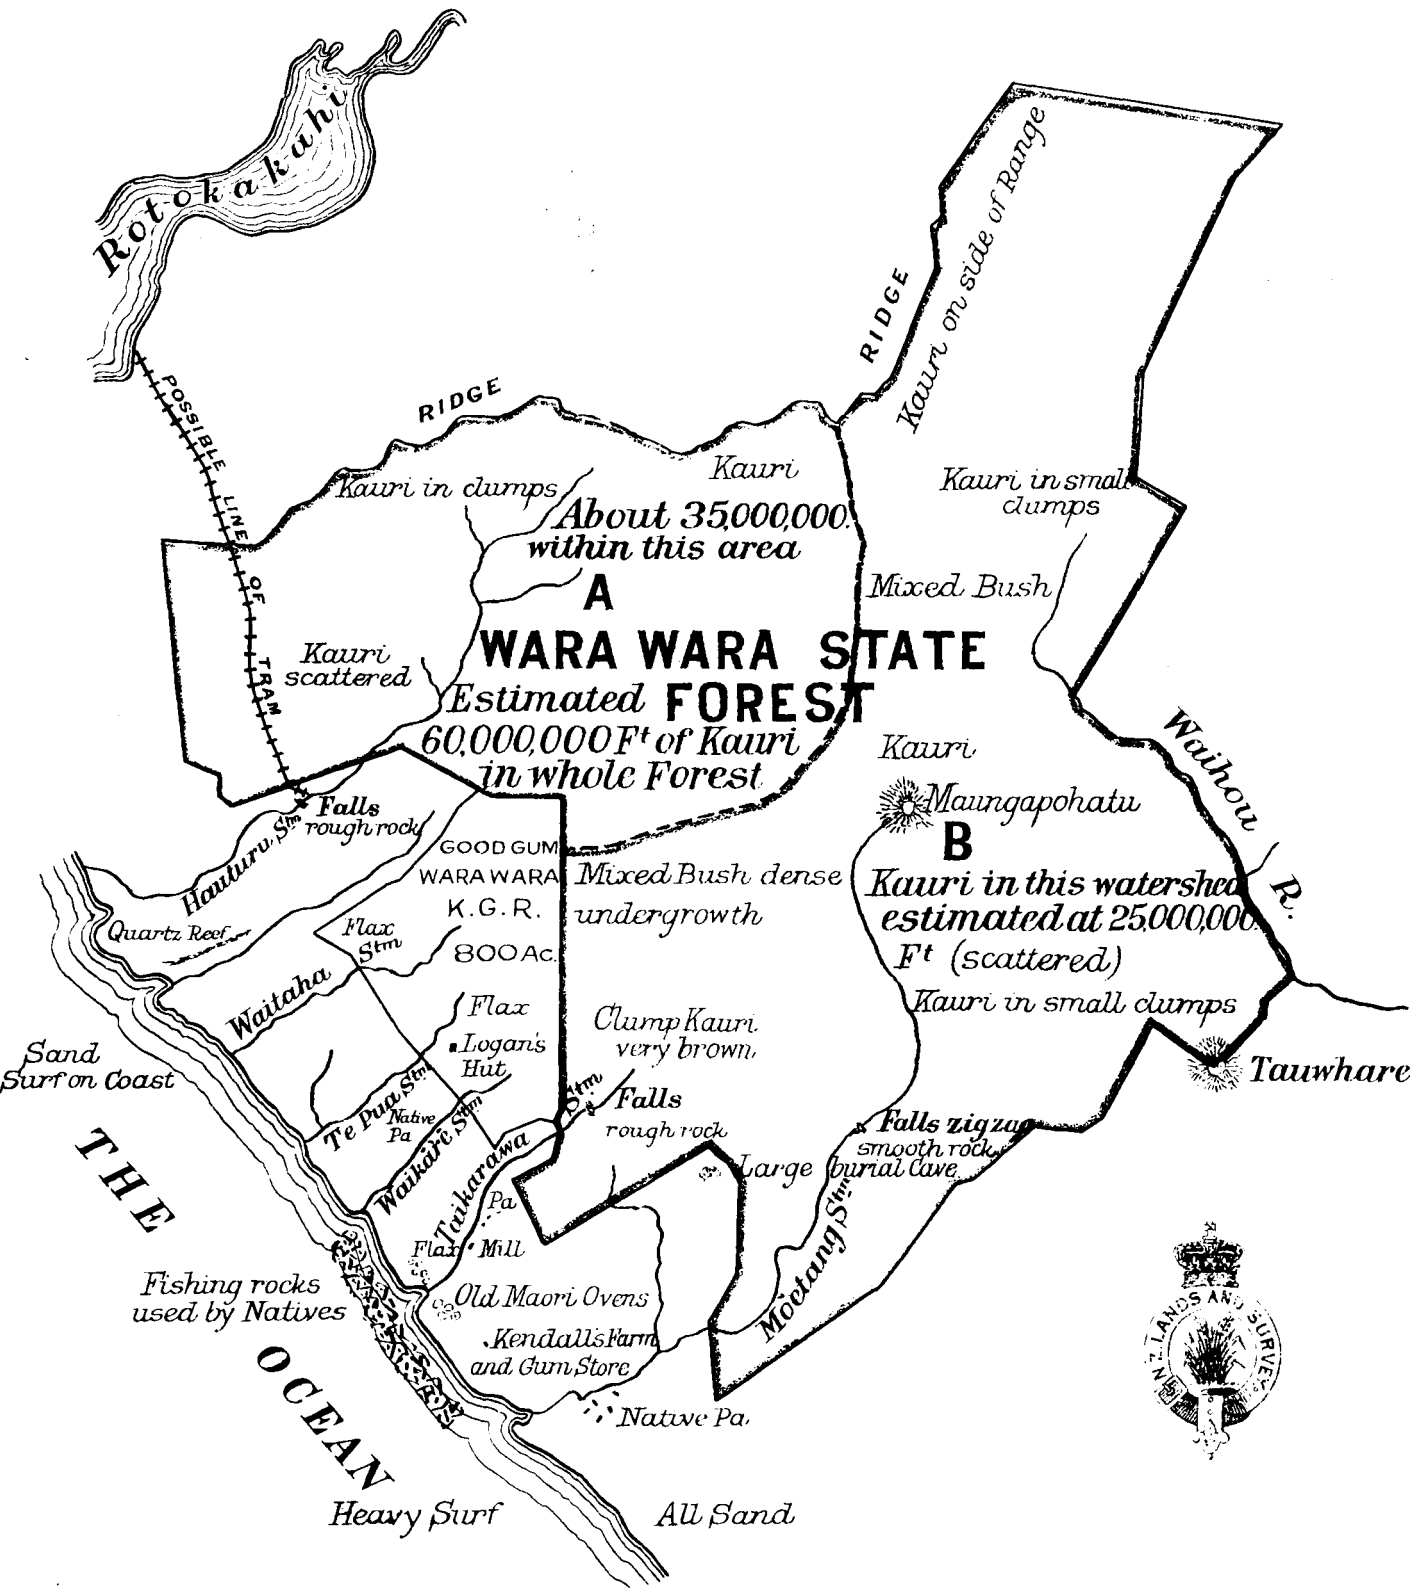 Rotokakahi
POSSIBLE LINE OF TRAM
RIDGE
RIDGE
Kauri on side of Range
Kauri in clumps
Kauri
Kauri in small
clumps
About 35,000,000.
within this area
A
Mixed Bush
WARA WARA STATE
FOREST
Kauri
scattered
Estimated
60,000,000 Fᵗ of Kauri
in whole Forest
Kauri
Maungapohatu
B
Waihou R.
Falls
rough rock
Hauturu Sᵗᵐ
GOOD GUM
WARA WARA
K.G.R.
800 Ac.
Mixed Bush dense
undergrowth
Kauri in this watershed
estimated at 25,000,000.
Fᵗ (scattered)
Kauri in small clumps
Quartz Reef
Flax
Waitaha Stm
Flax
Logan's
Hut
Clump Kauri
very brown
Sand
Surf on Coast
Te Pua Stm
Native
Pa
Waikare Stm
Taikarawa Stm
Falls
rough rock
Falls zigzag
smooth rock
Large burial Cave
Tauwhare
Moetang Stm
Pa
Flax Mill
Old Maori Ovens
Kendall's Farm
and Gum Store
Native Pa.
Fishing rocks
used by Natives
THE OCEAN
Heavy Surf
All Sand
N.Z. LANDS AND SURVEY